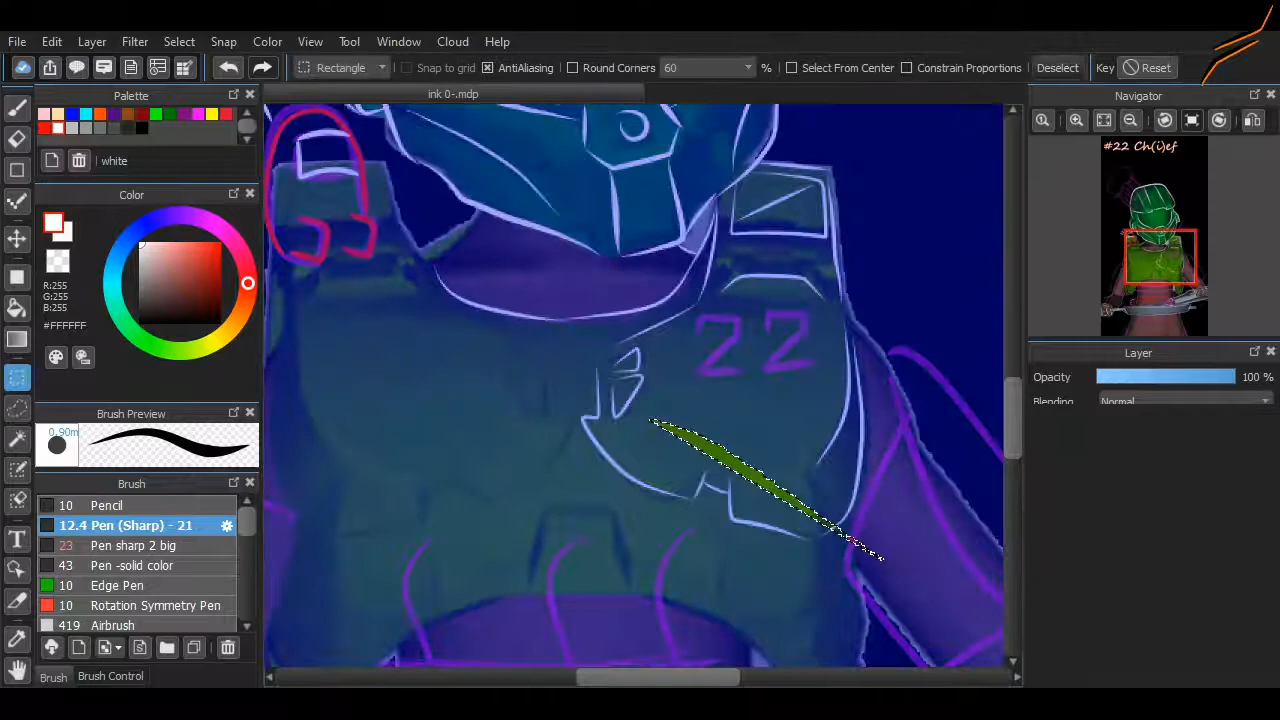 File Edit Layer Filter Select Snap Color View Tool Window Cloud Help
Rectangle Snap to grid AntiAliasing Round Corners 60 % Select From Center Constrain Proportions Deselect Key Reset
Palette
ink 0-.mdp
Navigator
white
#22 Ch(i)ef
Color
R:255
G:255
B:255
#FFFFFF
22
Layer
Opacity 100 %
Blending Normal
Brush Preview
0.90m
Brush
10 Pencil
12.4 Pen (Sharp) - 21
23 Pen sharp 2 big
43 Pen -solid color
10 Edge Pen
10 Rotation Symmetry Pen
419 Airbrush
Brush Brush Control